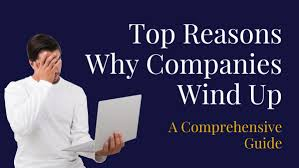 Top Reasons
Why Companies
Wind Up
A Comprehensive
Guide